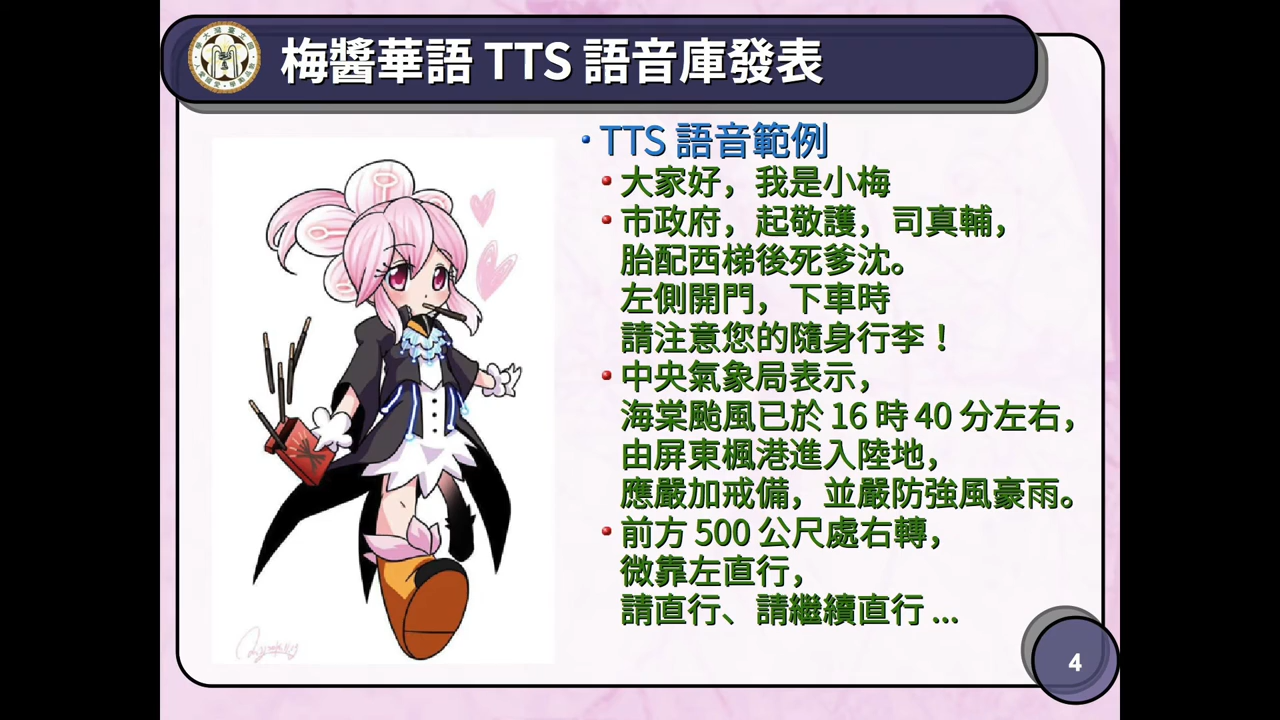 梅醬華語 TTS 語音庫發表
TTS 語音範例
大家好，我是小梅
市政府，起敬護，司真輔，
胎配西梯後死爹沈。
左側開門，下車時
請注意您的隨身行李！
中央氣象局表示，
海棠颱風已於 16 時 40 分左右，
由屏東楓港進入陸地，
應嚴加戒備，並嚴防強風豪雨。
前方 500 公尺處右轉，
微靠左直行，
請直行、請繼續直行 ...
4